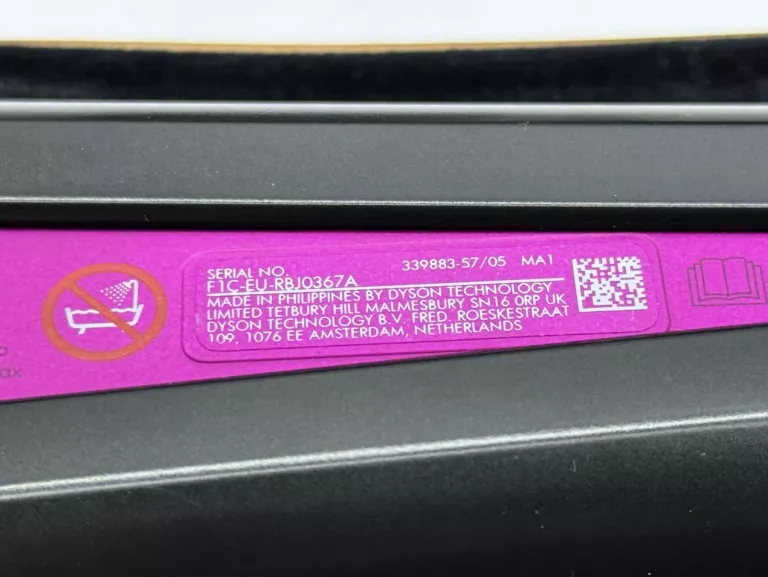 SERIAL NO. 339883-57/05 MA1
F1C-EU-RBJ0367A
MADE IN PHILIPPINES BY DYSON TECHNOLOGY
LIMITED TETBURY HILL MALMESBURY SN16 0RP UK
DYSON TECHNOLOGY B.V. FRED. ROESKESTRAAT
109, 1076 EE AMSTERDAM, NETHERLANDS